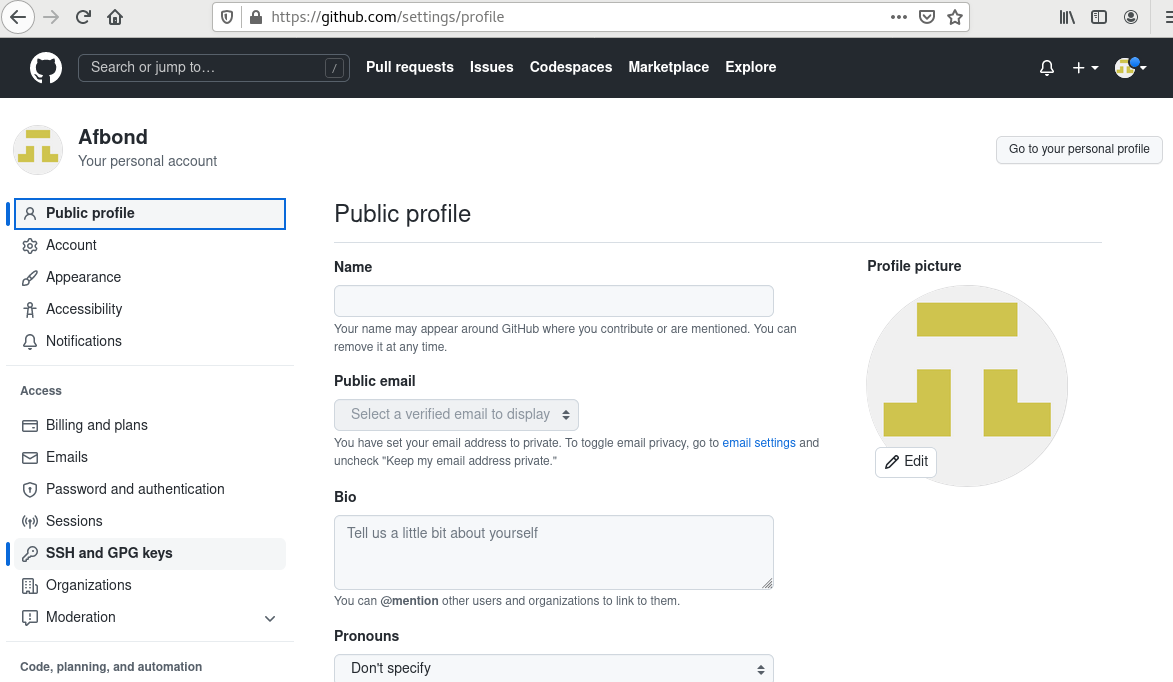 https://github.com/settings/profile
Search or jump to…
/
Pull requests
Issues
Codespaces
Marketplace
Explore
Afbond
Your personal account
Go to your personal profile
Public profile
Account
Appearance
Accessibility
Notifications
Access
Billing and plans
Emails
Password and authentication
Sessions
SSH and GPG keys
Organizations
Moderation
Code, planning, and automation
Public profile
Name
Your name may appear around GitHub where you contribute or are mentioned. You can
remove it at any time.
Public email
Select a verified email to display
You have set your email address to private. To toggle email privacy, go to email settings and
uncheck "Keep my email address private."
Bio
Tell us a little bit about yourself
You can @mention other users and organizations to link to them.
Pronouns
Don't specify
Profile picture
Edit